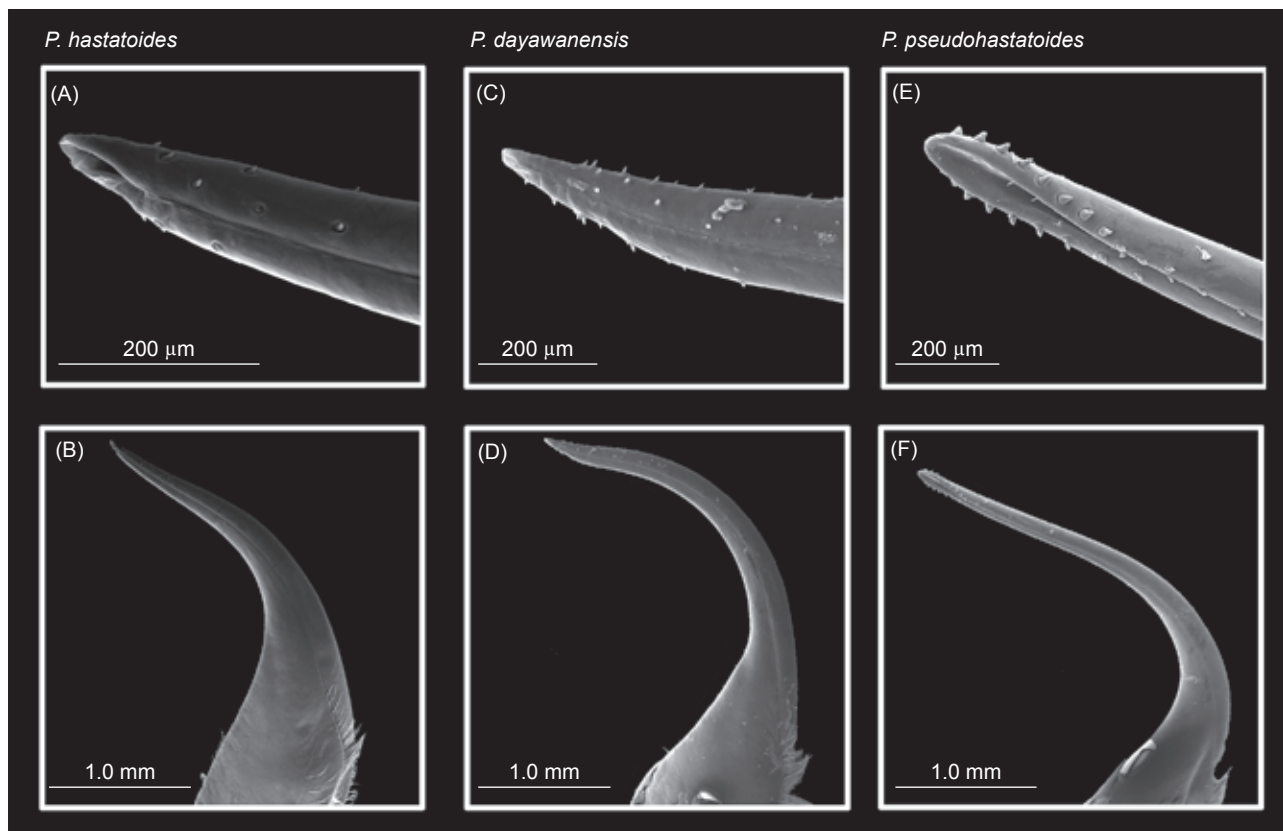 P. hastatoides
P. dayawanensis
P. pseudohastatoides
(A)
(C)
(E)
200 μm
200 μm
200 μm
(B)
(D)
(F)
1.0 mm
1.0 mm
1.0 mm